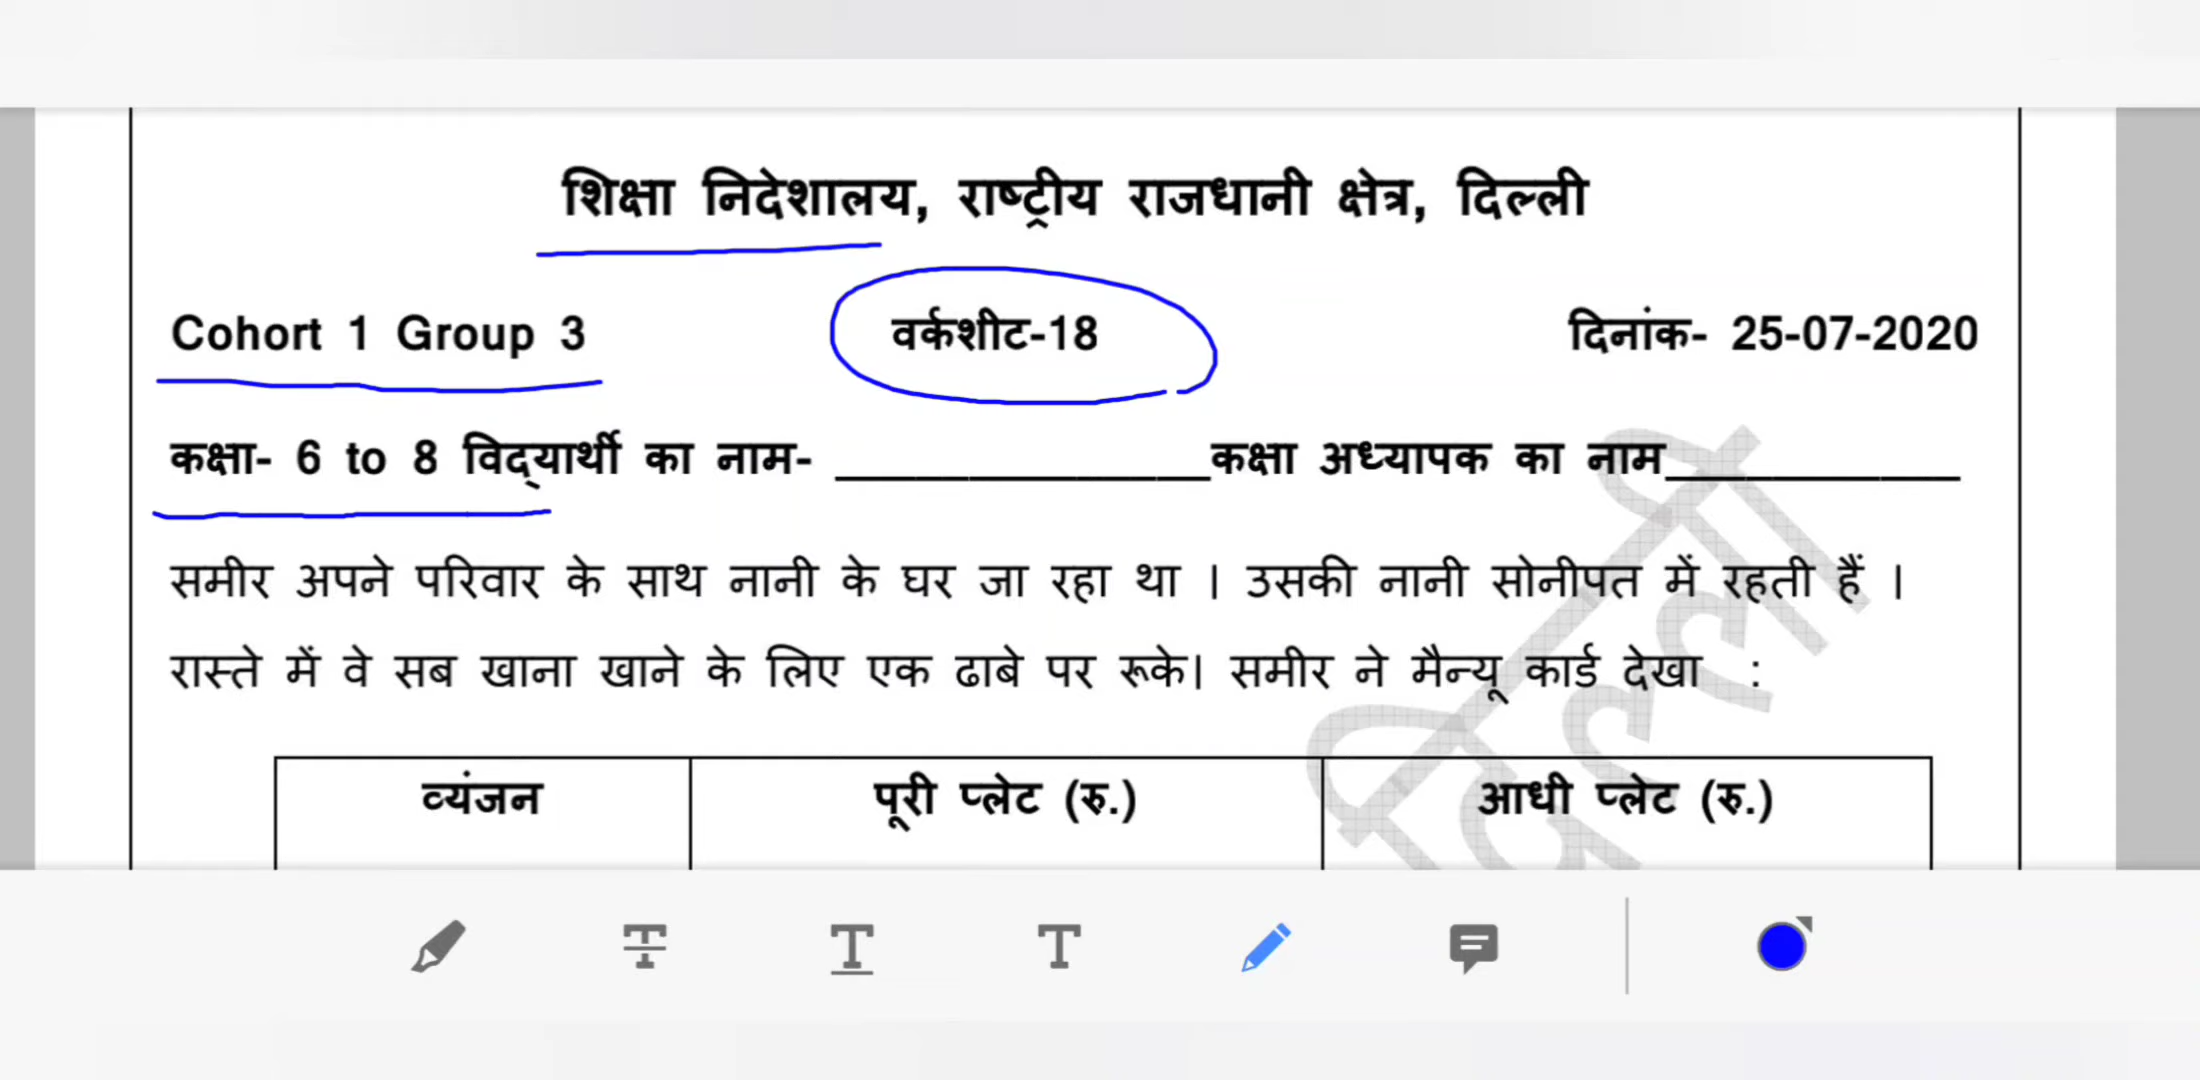 शिक्षा निदेशालय, राष्ट्रीय राजधानी क्षेत्र, दिल्ली
Cohort 1 Group 3 वर्कशीट-18 दिनांक- 25-07-2020
कक्षा- 6 to 8 विद्यार्थी का नाम- ______________कक्षा अध्यापक का नाम___________
समीर अपने परिवार के साथ नानी के घर जा रहा था । उसकी नानी सोनीपत में रहती हैं ।
रास्ते में वे सब खाना खाने के लिए एक ढाबे पर रूके। समीर ने मैन्यू कार्ड देखा :
व्यंजन पूरी प्लेट (रु.) आधी प्लेट (रु.)
दिल्ली